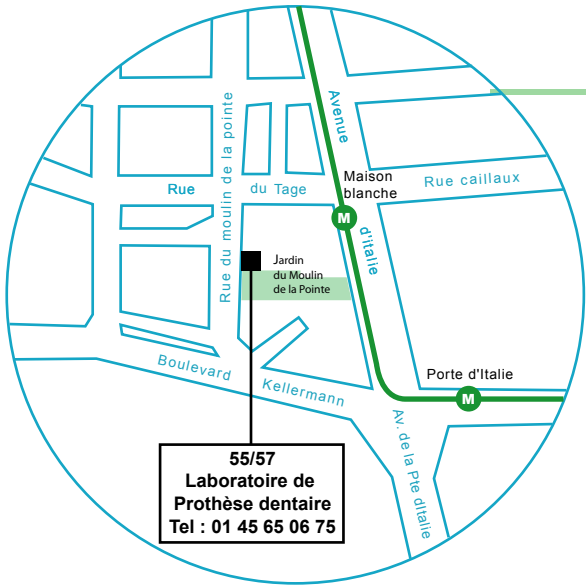 Avenue
d'italie
Rue du moulin de la pointe
Maison
blanche
M
Rue caillaux
Rue du Tage
Jardin
du Moulin
de la Pointe
Porte d'Italie
M
Boulevard Kellermann
Av. de la Pte dItalie
55/57
Laboratoire de
Prothèse dentaire
Tel : 01 45 65 06 75